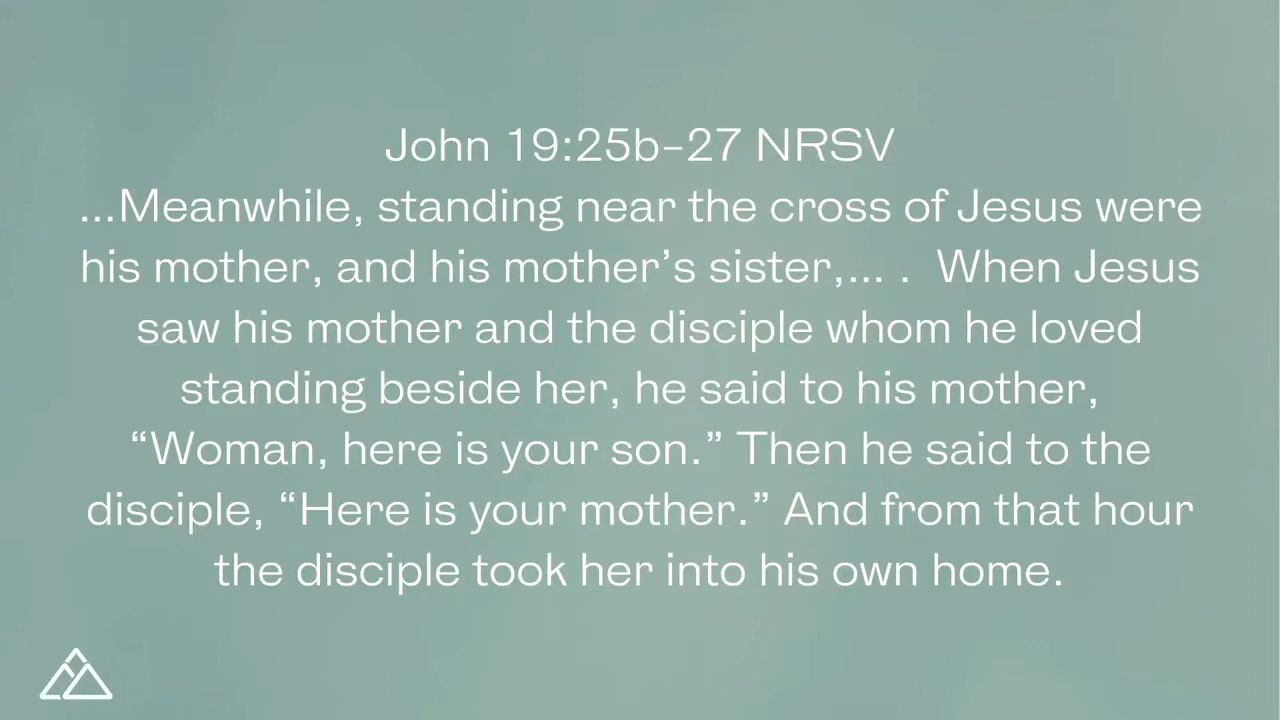 John 19:25b–27 NRSV
...Meanwhile, standing near the cross of Jesus were
his mother, and his mother’s sister,... .  When Jesus
saw his mother and the disciple whom he loved
standing beside her, he said to his mother,
“Woman, here is your son.” Then he said to the
disciple, “Here is your mother.” And from that hour
the disciple took her into his own home.